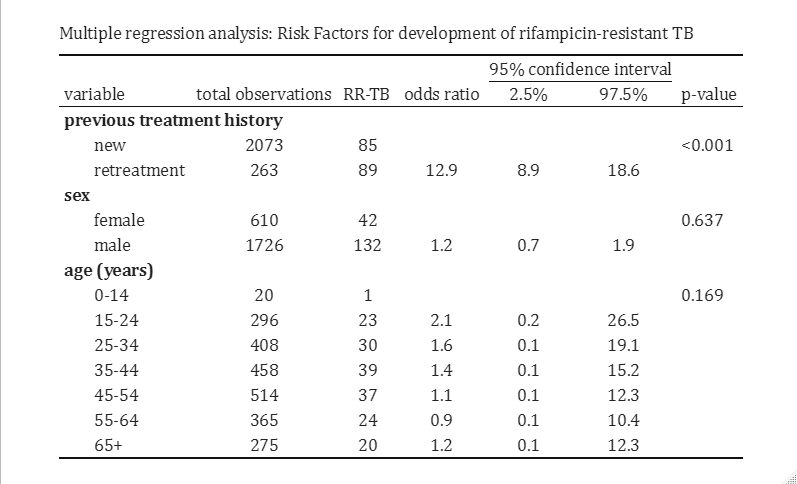 Multiple regression analysis: Risk Factors for development of rifampicin-resistant TB
95% confidence interval
variable total observations RR-TB odds ratio 2.5% 97.5% p-value
previous treatment history
new 2073 85 <0.001
retreatment 263 89 12.9 8.9 18.6
sex
female 610 42 0.637
male 1726 132 1.2 0.7 1.9
age (years)
0-14 20 1 0.169
15-24 296 23 2.1 0.2 26.5
25-34 408 30 1.6 0.1 19.1
35-44 458 39 1.4 0.1 15.2
45-54 514 37 1.1 0.1 12.3
55-64 365 24 0.9 0.1 10.4
65+ 275 20 1.2 0.1 12.3